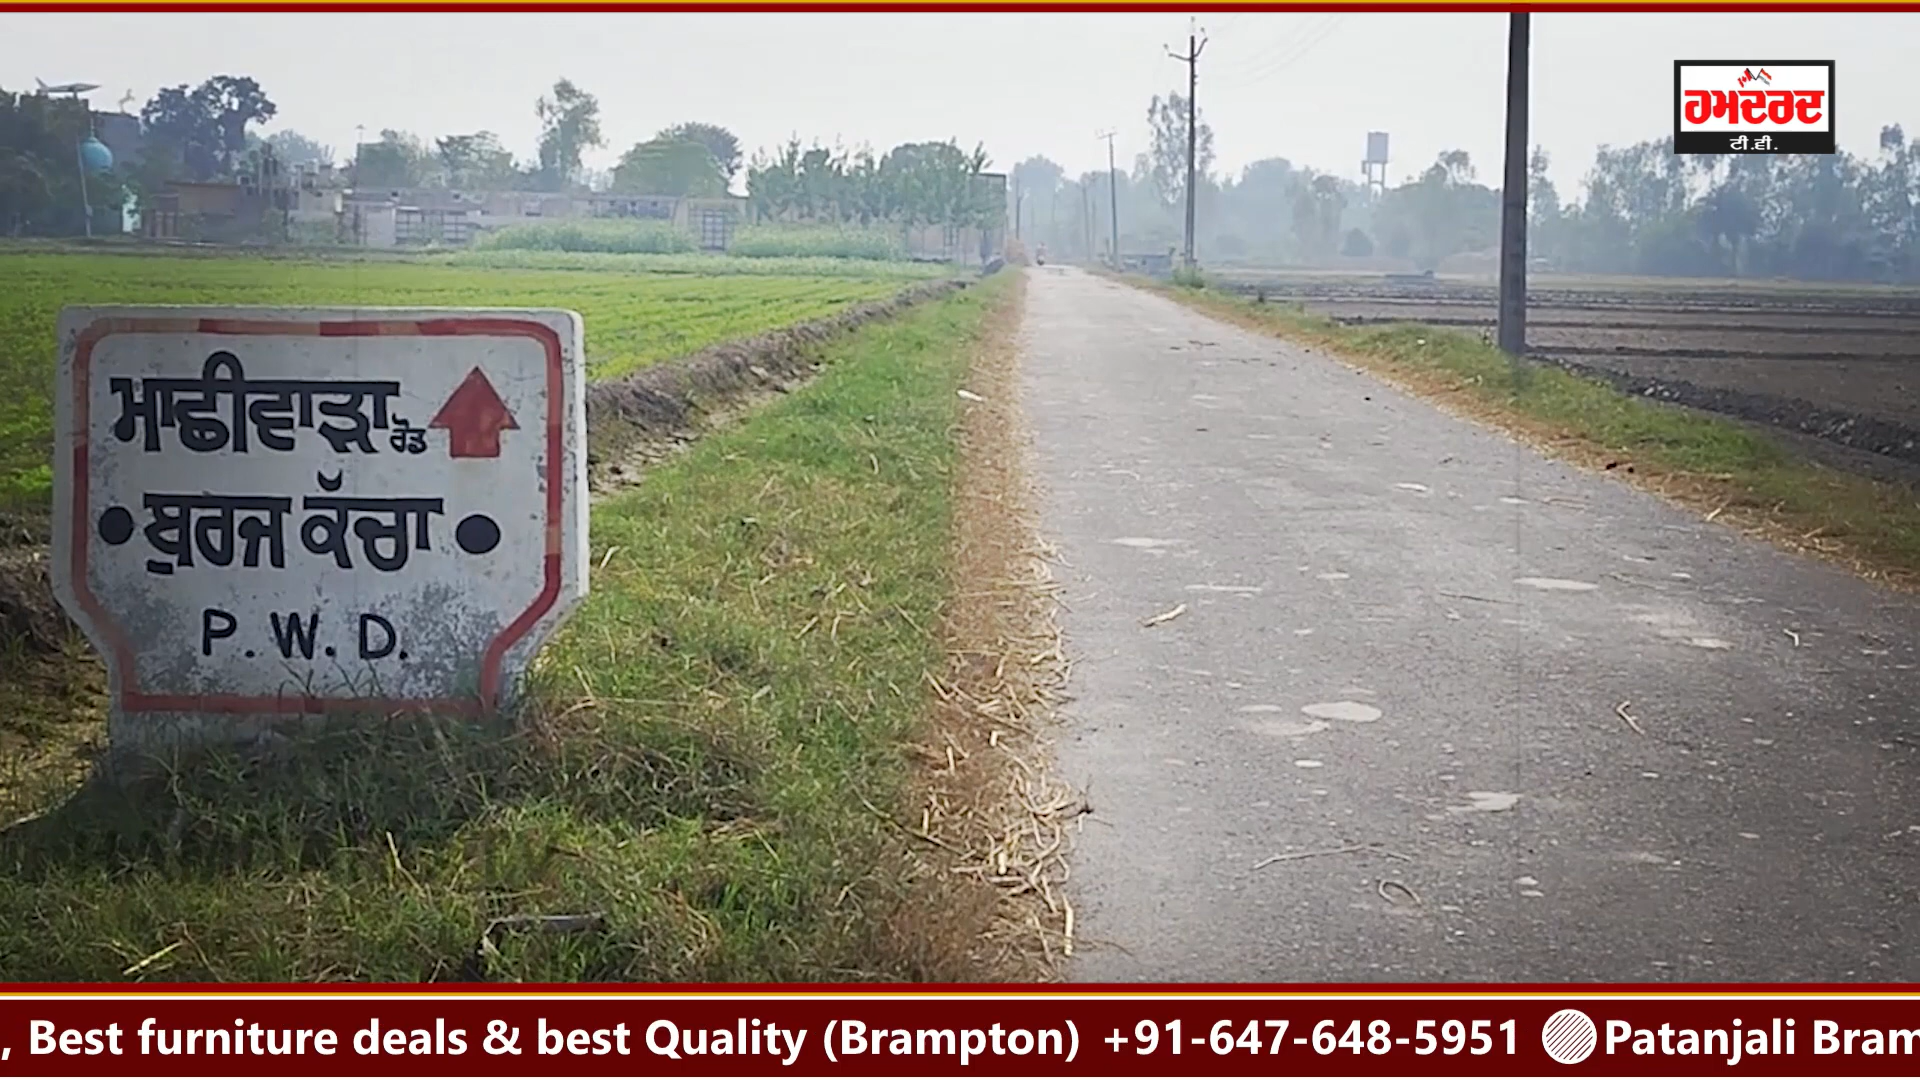 ਹਮਦਰਦ
ਟੀ.ਵੀ.
ਮਾਛੀਵਾੜਾ ਰੋਡ
• ਬੁਰਜ ਕੱਚਾ •
P.W.D.
, Best furniture deals & best Quality (Brampton) +91-647-648-5951 Patanjali Bram